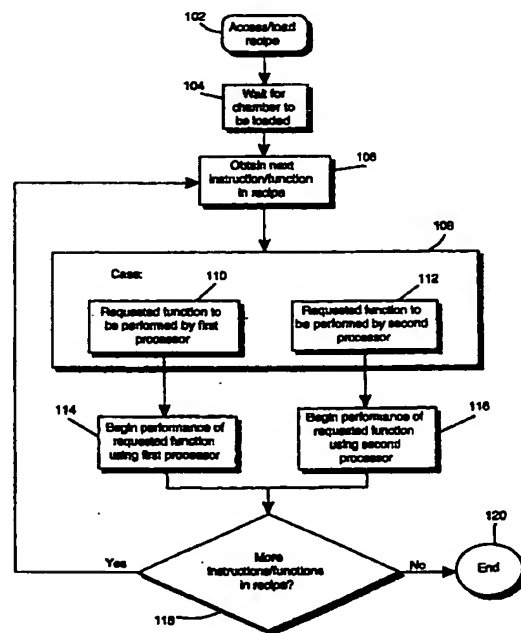 102
Access/load
recipe
104
Wait for
chamber to
be loaded
106
Obtain next
instruction/function
in recipe
108
Case:
110
Requested function to
be performed by first
processor
112
Requested function to
be performed by second
processor
114
Begin performance of
requested function
using first processor
116
Begin performance of
requested function
using second
processor
118
More
instructions/functions
in recipe?
Yes
No
120
End